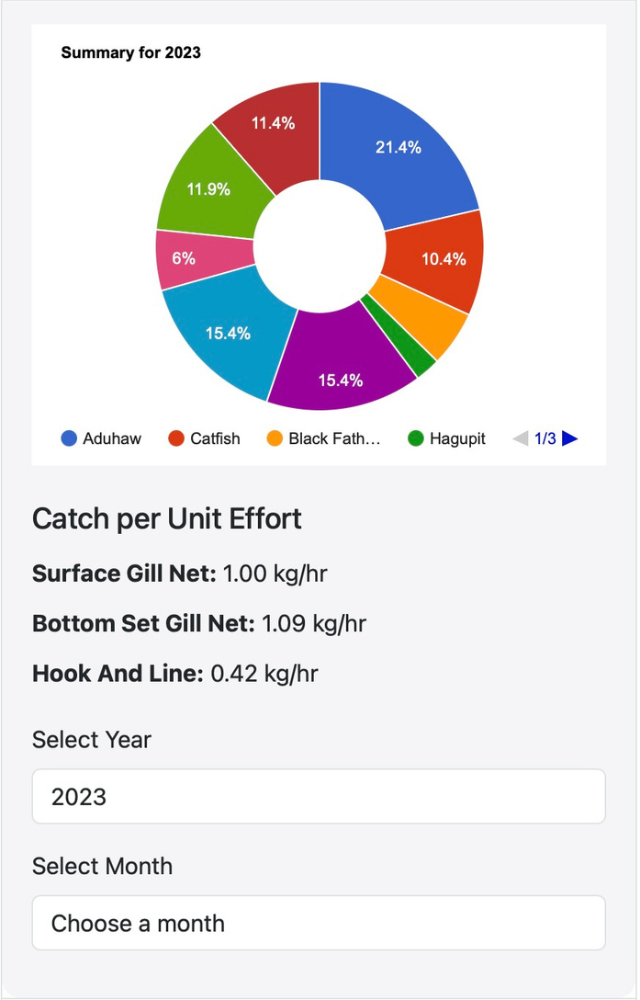 Summary for 2023
11.4%
21.4%
11.9%
10.4%
6%
15.4%
15.4%
Aduhaw Catfish Black Fath... Hagupit 1/3
Catch per Unit Effort
Surface Gill Net: 1.00 kg/hr
Bottom Set Gill Net: 1.09 kg/hr
Hook And Line: 0.42 kg/hr
Select Year
2023
Select Month
Choose a month